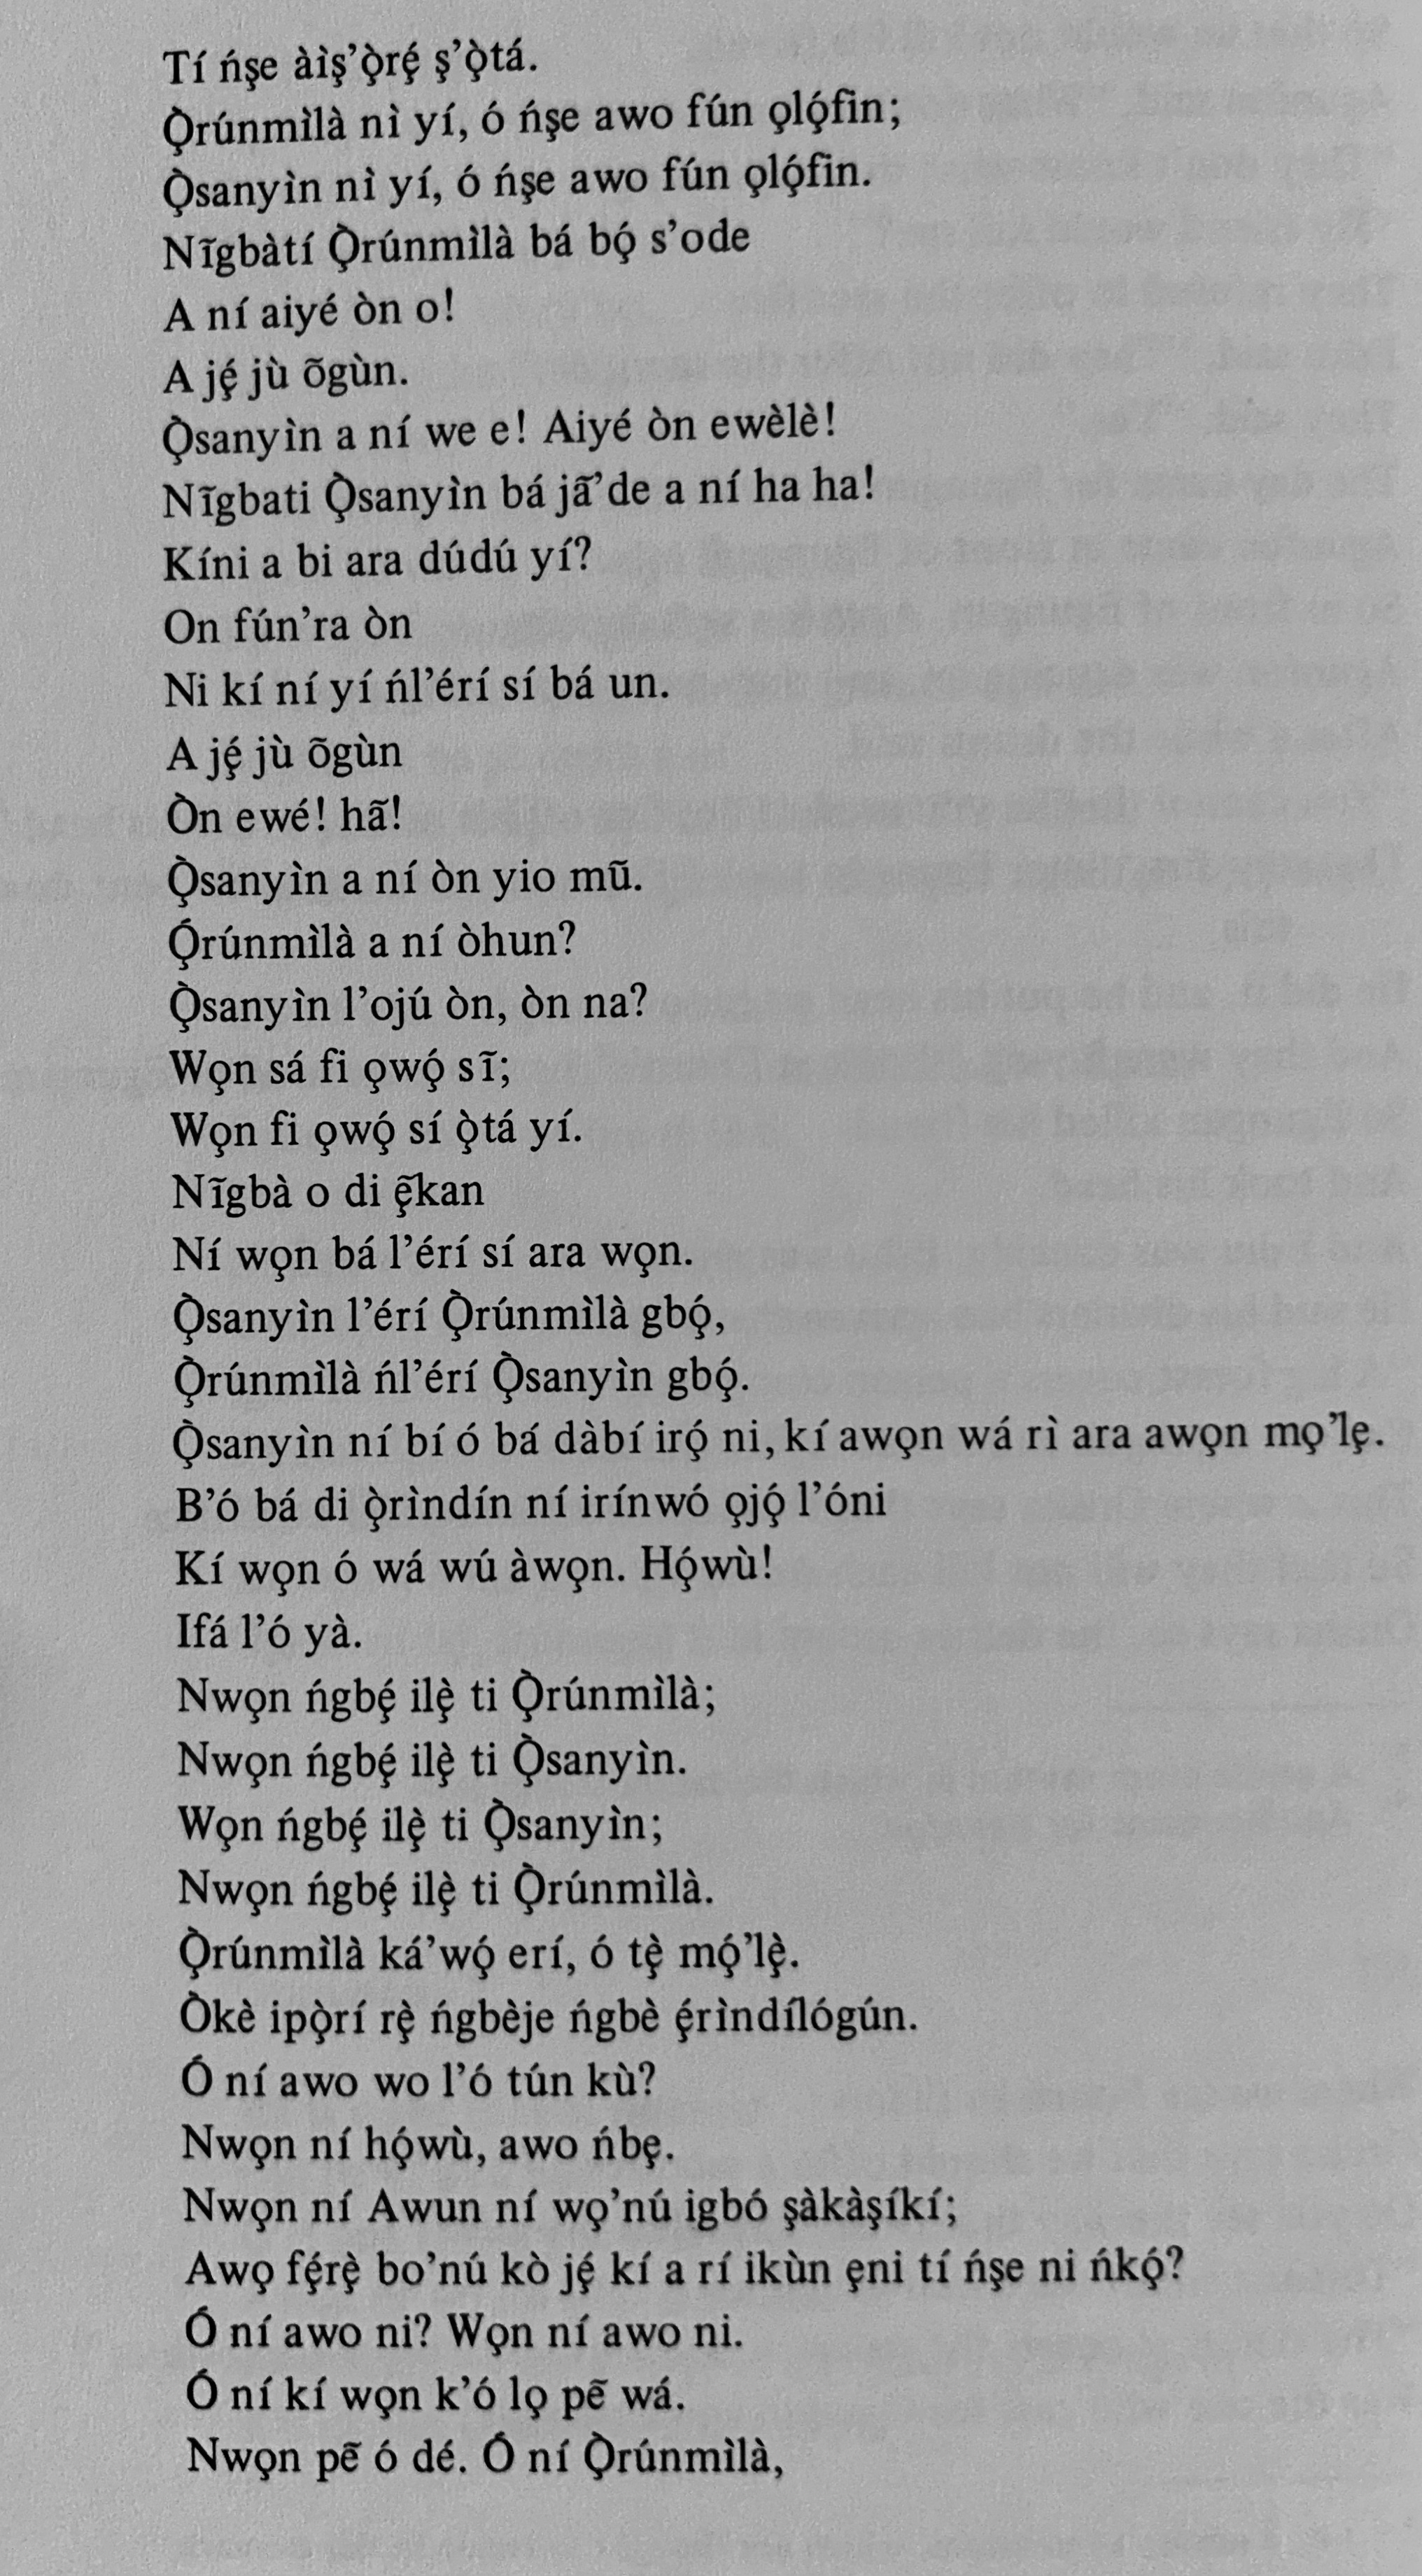 Tí ńṣe àìṣ’ọ̀rẹ́ ṣ’ọ̀tá.
Ọ̀rúnmìlà nì yí, ó ńṣe awo fún ọlọ́fin;
Ọ̀sanyìn nì yí, ó ńṣe awo fún ọlọ́fin.
Nĩgbàtí Ọ̀rúnmìlà bá bọ́ s’ode
A ní aiyé òn o!
A jẹ́ jù õgùn.
Ọ̀sanyìn a ní we e! Aiyé òn ewèlè!
Nĩgbati Ọ̀sanyìn bá jã’de a ní ha ha!
Kíni a bi ara dúdú yí?
On fún’ra òn
Ni kí ní yí ńl’érí sí bá un.
A jẹ́ jù õgùn
Òn ewé! hã!
Ọ̀sanyìn a ní òn yio mũ.
Ọ́rúnmìlà a ní òhun?
Ọ̀sanyìn l’ojú òn, òn na?
Wọn sá fi ọwọ́ sĩ;
Wọn fi ọwọ́ sí ọ̀tá yí.
Nĩgbà o di ẹ̃kan
Ní wọn bá l’érí sí ara wọn.
Ọ̀sanyìn l’érí Ọ̀rúnmìlà gbọ́,
Ọ̀rúnmìlà ńl’érí Ọ̀sanyìn gbọ́.
Ọ̀sanyìn ní bí ó bá dàbí irọ́ ni, kí awọn wá rì ara awọn mọ’lẹ.
B’ó bá di ọ̀rìndín ní irínwó ọjọ́ l’óni
Kí wọn ó wá wú àwọn. Họ́wù!
Ifá l’ó yà.
Nwọn ńgbẹ́ ilẹ̀ ti Ọ̀rúnmìlà;
Nwọn ńgbẹ́ ilẹ̀ ti Ọ̀sanyìn.
Wọn ńgbẹ́ ilẹ̀ ti Ọ̀sanyìn;
Nwọn ńgbẹ́ ilẹ̀ ti Ọ̀rúnmìlà.
Ọ̀rúnmìlà ká’wọ́ erí, ó tẹ̀ mọ́’lẹ̀.
Òkè ipọ̀rí rẹ̀ ńgbèje ńgbè ẹ́rìndílógún.
Ó ní awo wo l’ó tún kù?
Nwọn ní họ́wù, awo ńbẹ.
Nwọn ní Awun ní wọ’nú igbó ṣàkàṣíkí;
Awọ fẹ́rẹ̀ bo’nú kò jẹ́ kí a rí ikùn ẹni tí ńṣe ni ńkọ́?
Ó ní awo ni? Wọn ní awo ni.
Ó ní kí wọn k’ó lọ pẽ wá.
Nwọn pẽ ó dé. Ó ní Ọ̀rúnmìlà,